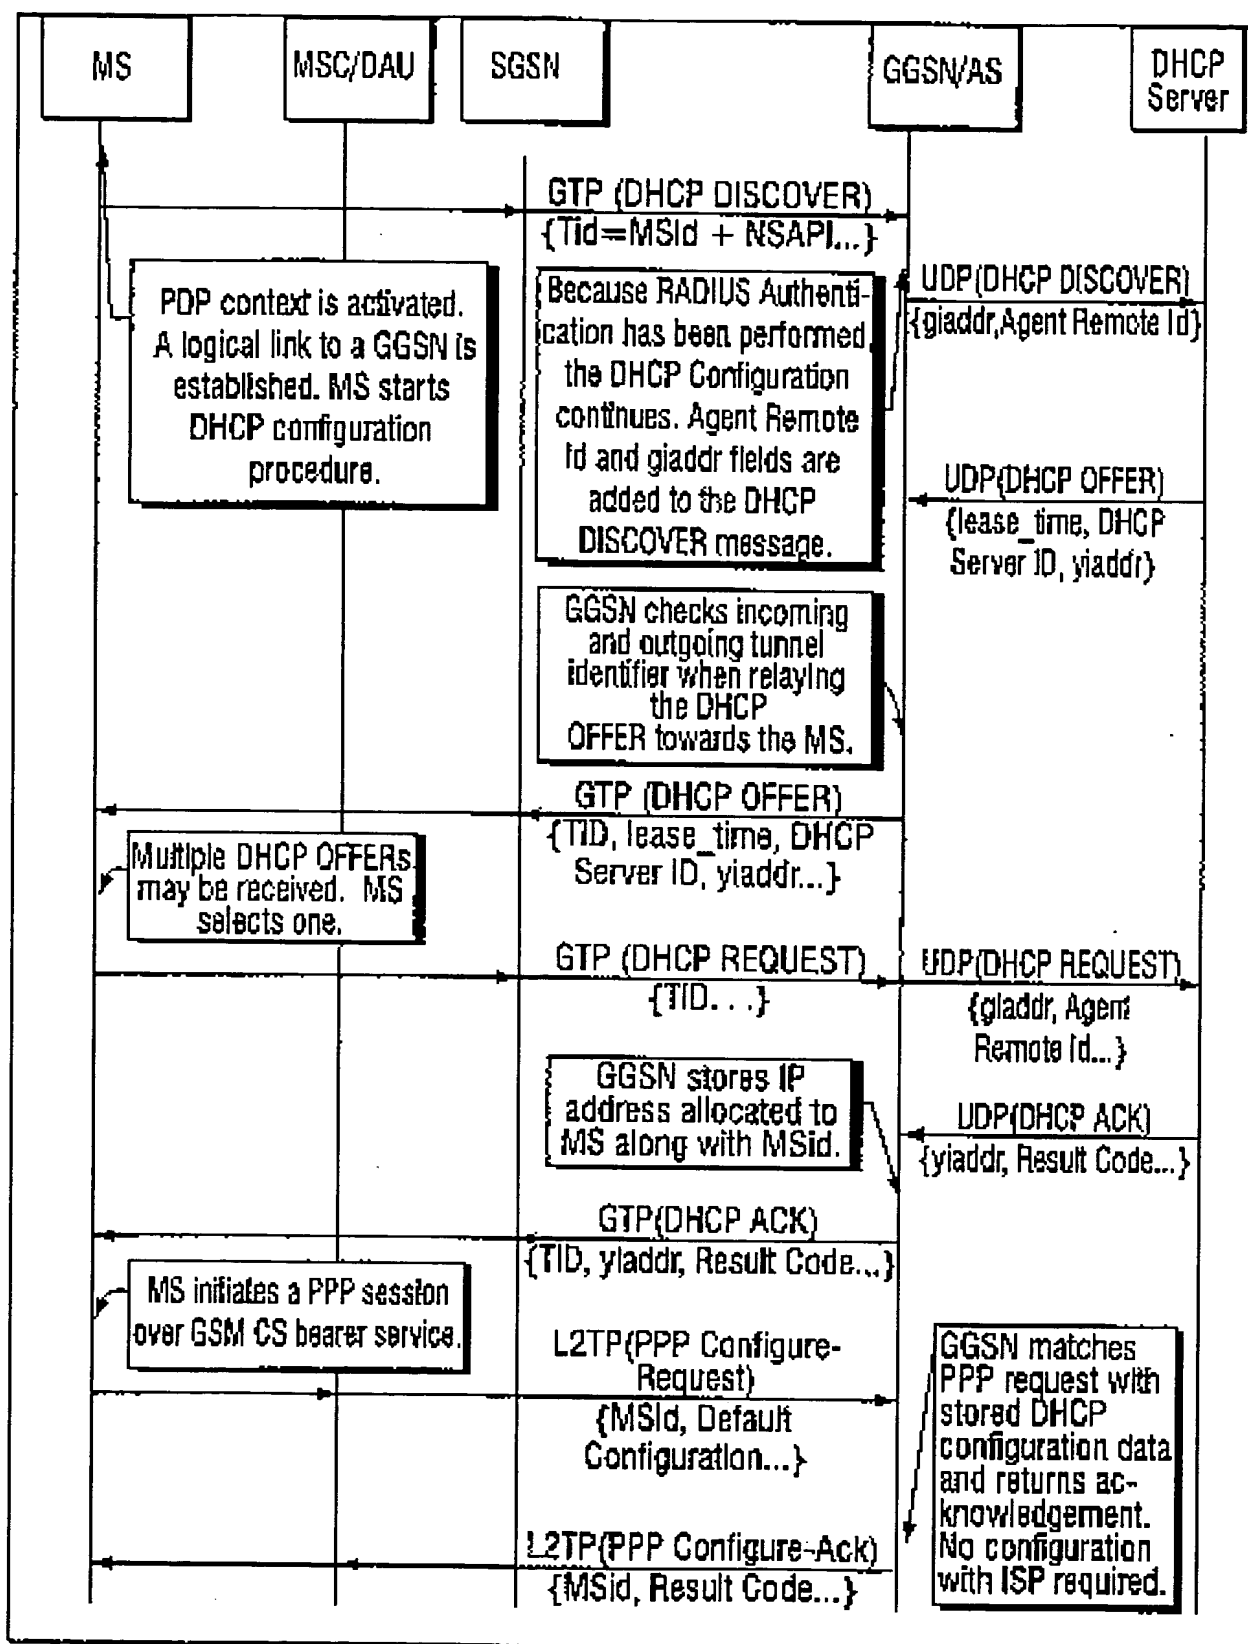 MS
MSC/DAU
SGSN
GGSN/AS
DHCP
Server
GTP (DHCP DISCOVER)
{Tid=MSId + NSAPI...}
PDP context is activated.
A logical link to a GGSN is
established. MS starts
DHCP configuration
procedure.
Because RADIUS Authenti-
cation has been performed,
the DHCP Configuration
continues. Agent Remote
Id and giaddr fields are
added to the DHCP
DISCOVER message.
UDP(DHCP DISCOVER)
{giaddr,Agent Remote Id}
UDP(DHCP OFFER)
{lease_time, DHCP
Server ID, yiaddr}
GGSN checks incoming
and outgoing tunnel
identifier when relaying
the DHCP
OFFER towards the MS.
GTP (DHCP OFFER)
{TID, lease_time, DHCP
Server ID, yiaddr...}
Multiple DHCP OFFERs
may be received. MS
selects one.
GTP (DHCP REQUEST)
{TID. . .}
UDP(DHCP REQUEST)
{giaddr, Agent
Remote Id...}
GGSN stores IP
address allocated to
MS along with MSid.
UDP(DHCP ACK)
{yiaddr, Result Code...}
GTP(DHCP ACK)
{TID, yiaddr, Result Code...}
MS initiates a PPP session
over GSM CS bearer service.
L2TP(PPP Configure-
Request)
{MSId, Default
Configuration...}
GGSN matches
PPP request with
stored DHCP
configuration data
and returns ac-
knowledgement.
No configuration
with ISP required.
L2TP(PPP Configure-Ack)
{MSid, Result Code...}